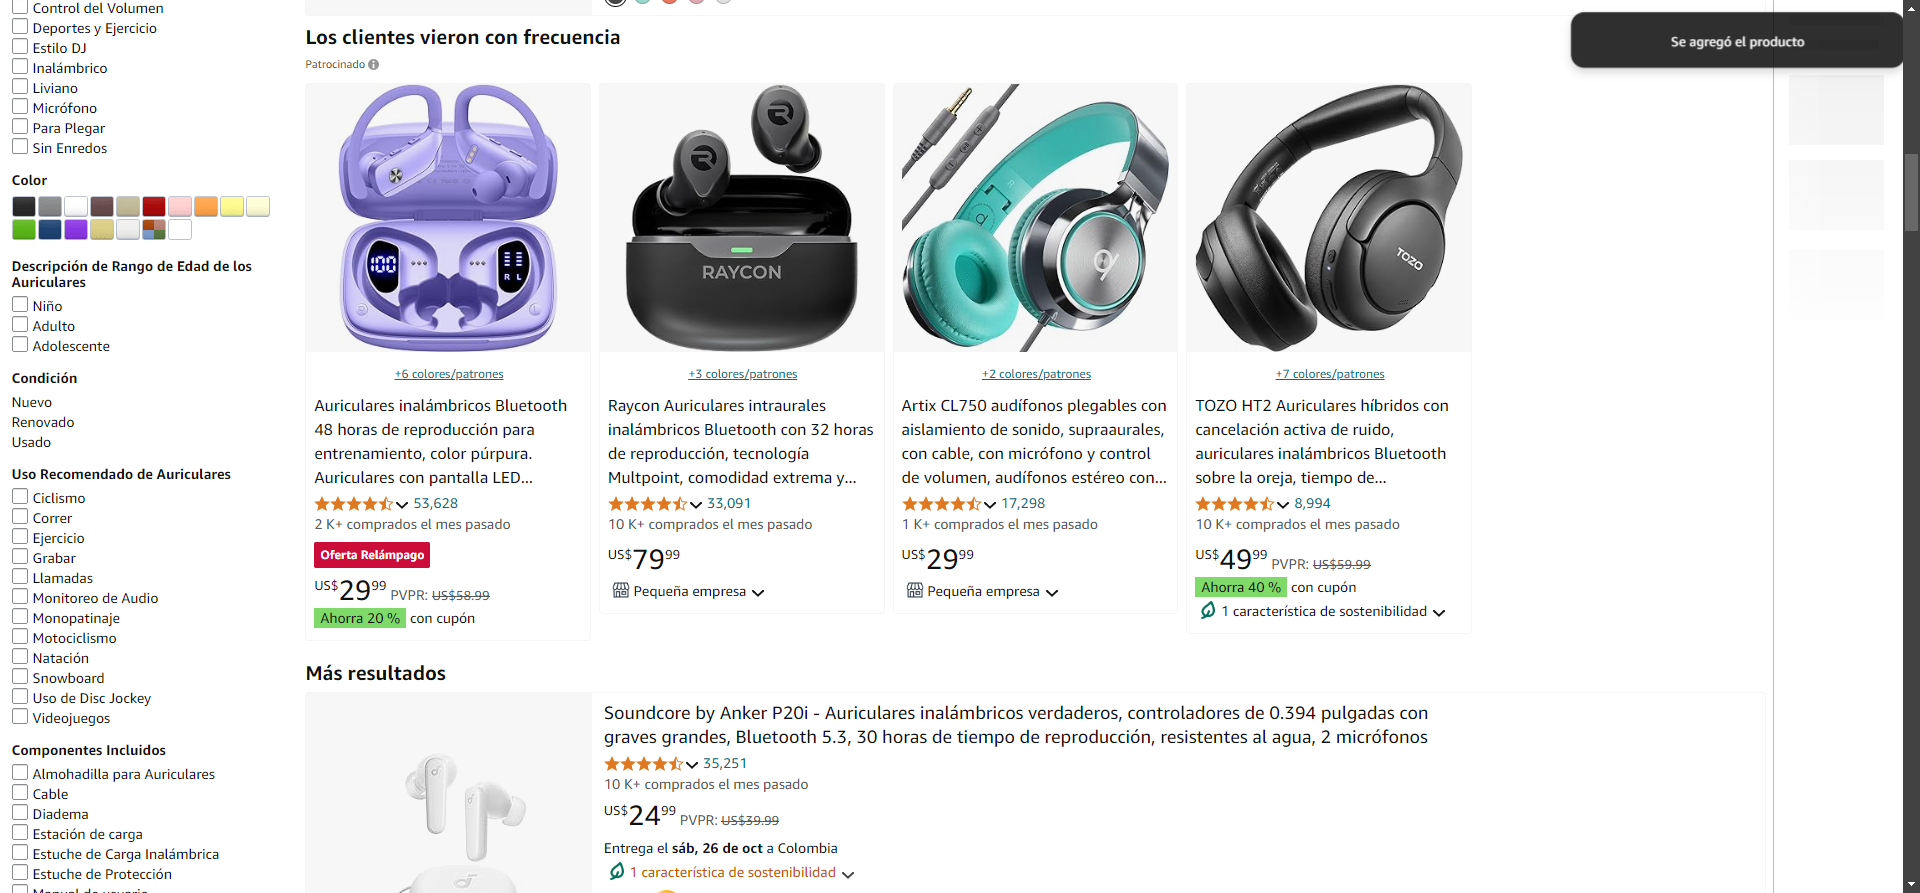 Control del Volumen
Deportes y Ejercicio
Estilo DJ
Inalámbrico
Liviano
Micrófono
Para Plegar
Sin Enredos
Color
Descripción de Rango de Edad de los
Auriculares
Niño
Adulto
Adolescente
Condición
Nuevo
Renovado
Usado
Uso Recomendado de Auriculares
Ciclismo
Correr
Ejercicio
Grabar
Llamadas
Monitoreo de Audio
Monopatinaje
Motociclismo
Natación
Snowboard
Uso de Disc Jockey
Videojuegos
Componentes Incluidos
Almohadilla para Auriculares
Cable
Diadema
Estación de carga
Estuche de Carga Inalámbrica
Estuche de Protección
Los clientes vieron con frecuencia
Patrocinado
Se agregó el producto
100
R L
+6 colores/patrones
Auriculares inalámbricos Bluetooth
48 horas de reproducción para
entrenamiento, color púrpura.
Auriculares con pantalla LED...
53,628
2 K+ comprados el mes pasado
Oferta Relámpago
US$29.99 PVPR: US$58.99
Ahorra 20 % con cupón
RAYCON
+3 colores/patrones
Raycon Auriculares intraurales
inalámbricos Bluetooth con 32 horas
de reproducción, tecnología
Multpoint, comodidad extrema y...
33,091
10 K+ comprados el mes pasado
US$79.99
Pequeña empresa
+2 colores/patrones
Artix CL750 audífonos plegables con
aislamiento de sonido, supraaurales,
con cable, con micrófono y control
de volumen, audífonos estéreo con...
17,298
1 K+ comprados el mes pasado
US$29.99
Pequeña empresa
TOZO
+7 colores/patrones
TOZO HT2 Auriculares híbridos con
cancelación activa de ruido,
auriculares inalámbricos Bluetooth
sobre la oreja, tiempo de...
8,994
10 K+ comprados el mes pasado
US$49.99 PVPR: US$59.99
Ahorra 40 % con cupón
1 característica de sostenibilidad
Más resultados
Soundcore by Anker P20i - Auriculares inalámbricos verdaderos, controladores de 0.394 pulgadas con
graves grandes, Bluetooth 5.3, 30 horas de tiempo de reproducción, resistentes al agua, 2 micrófonos
35,251
10 K+ comprados el mes pasado
US$24.99 PVPR: US$39.99
Entrega el sáb, 26 de oct a Colombia
1 característica de sostenibilidad